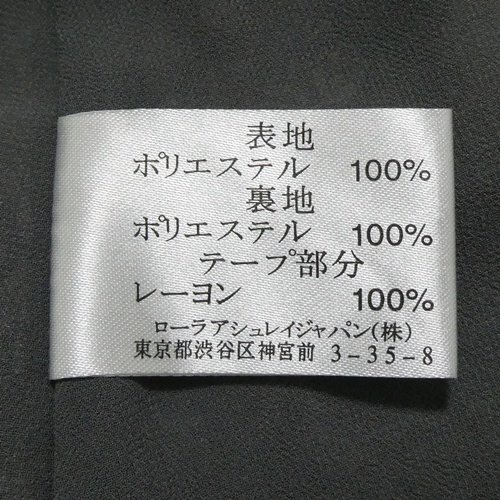 表地
ポリエステル 100%
裏地
ポリエステル 100%
テープ部分
レーヨン 100%
ローラアシュレイジャパン(株)
東京都渋谷区神宮前 3-35-8